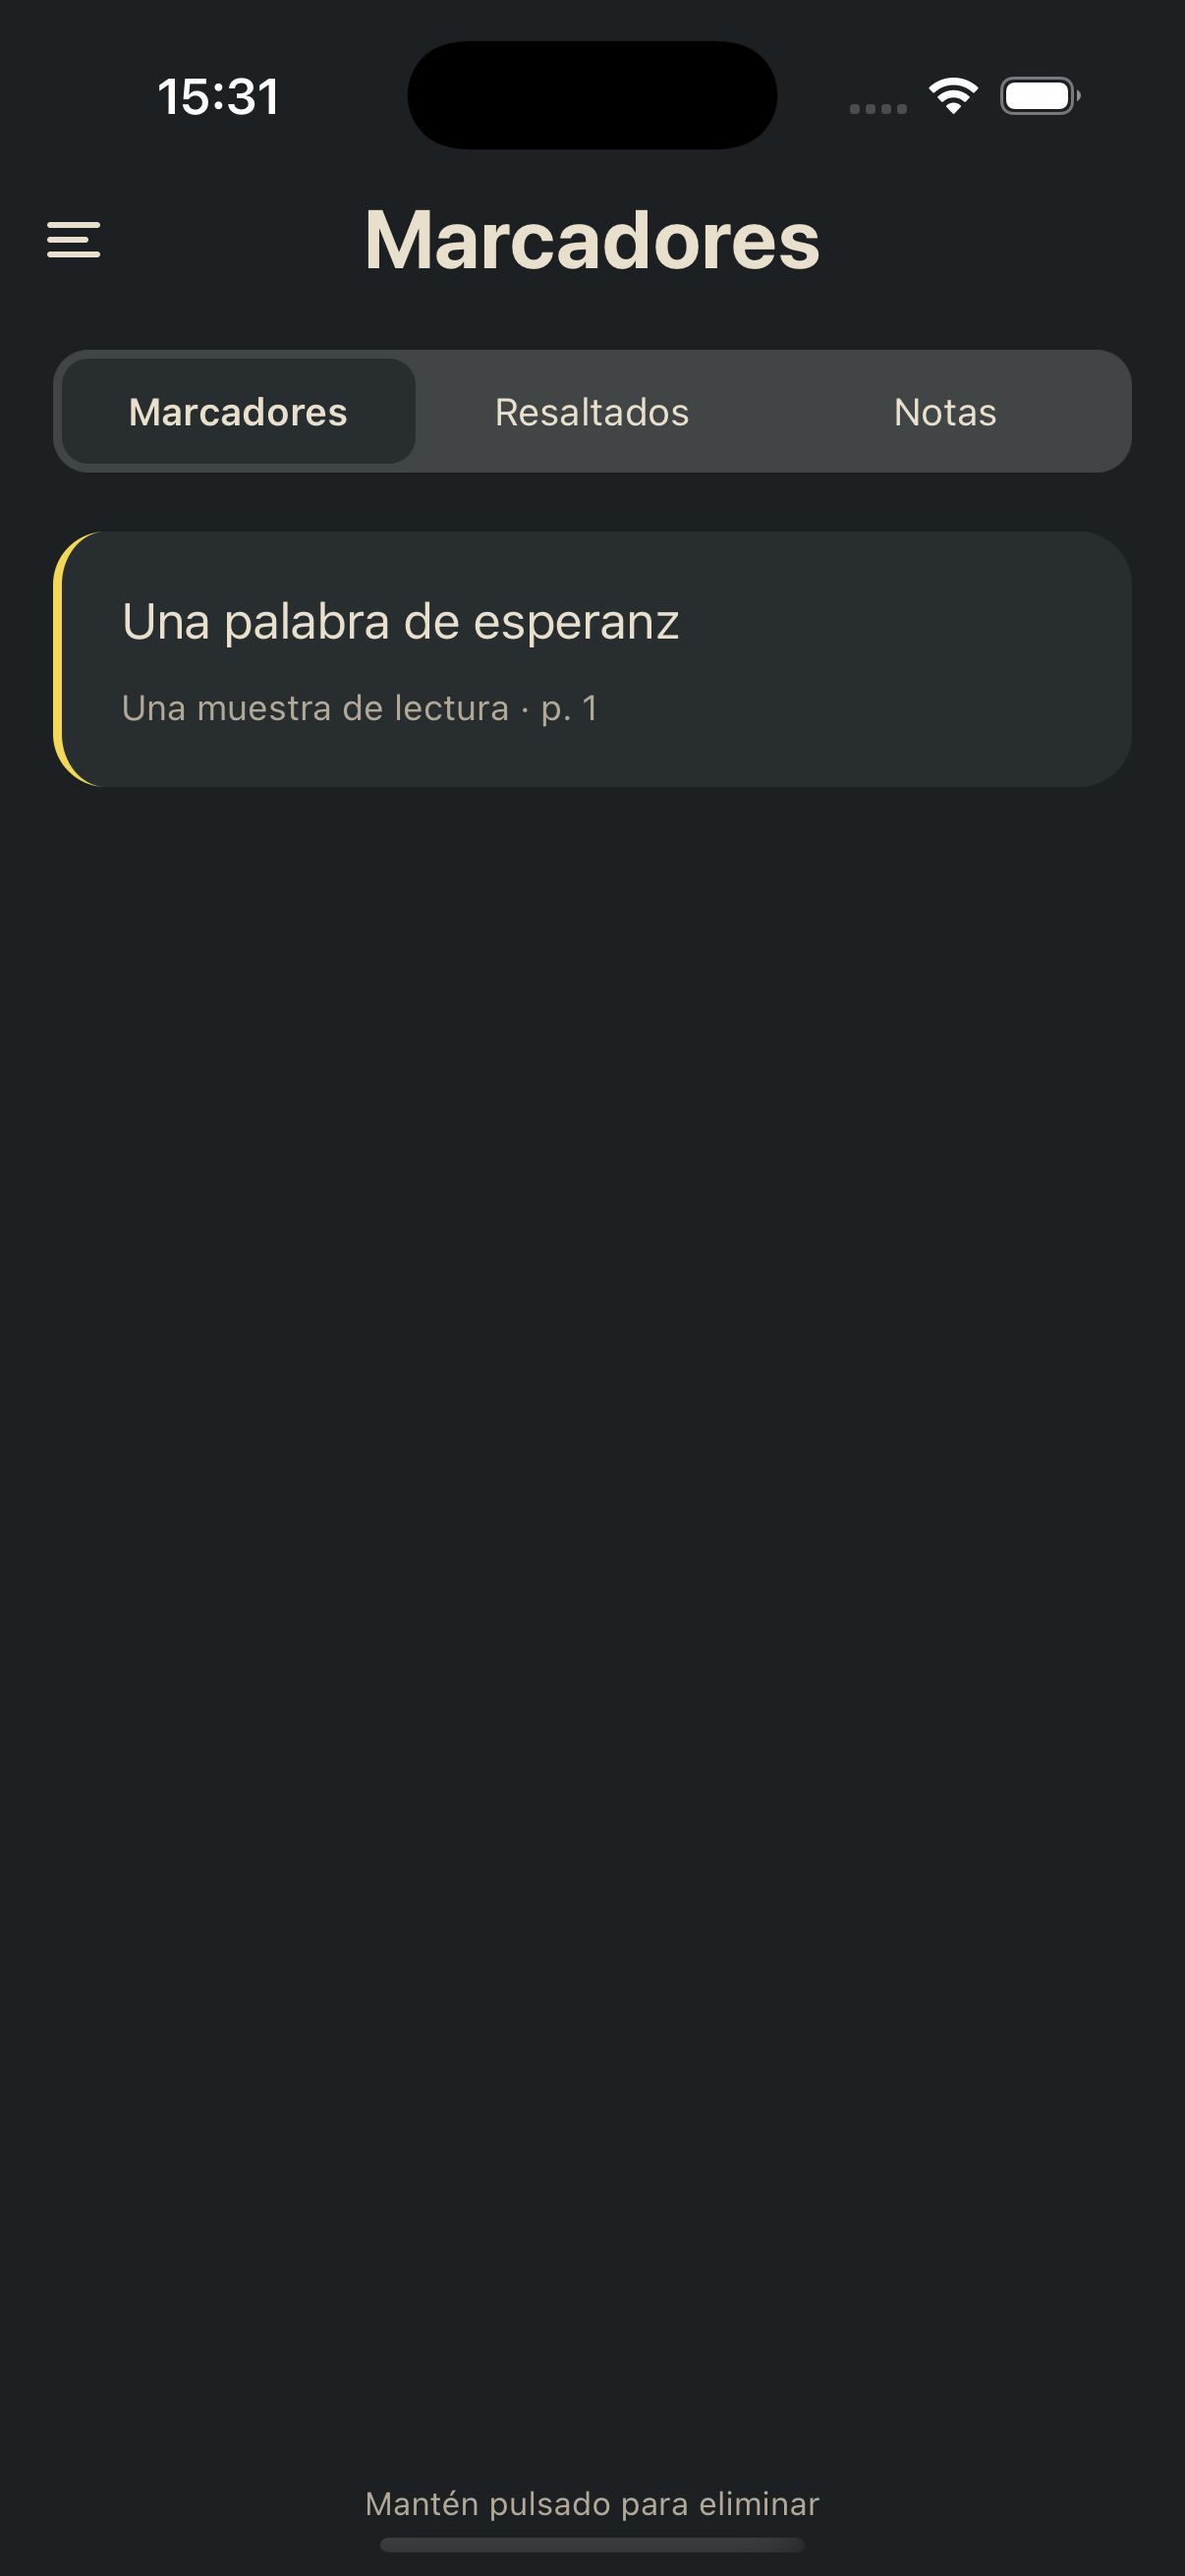 15:31
Marcadores
Marcadores
Resaltados
Notas
Una palabra de esperanz
Una muestra de lectura · p. 1
Mantén pulsado para eliminar